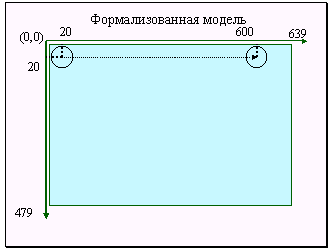 Формализованная модель
(0,0) 20 600 639
20
479